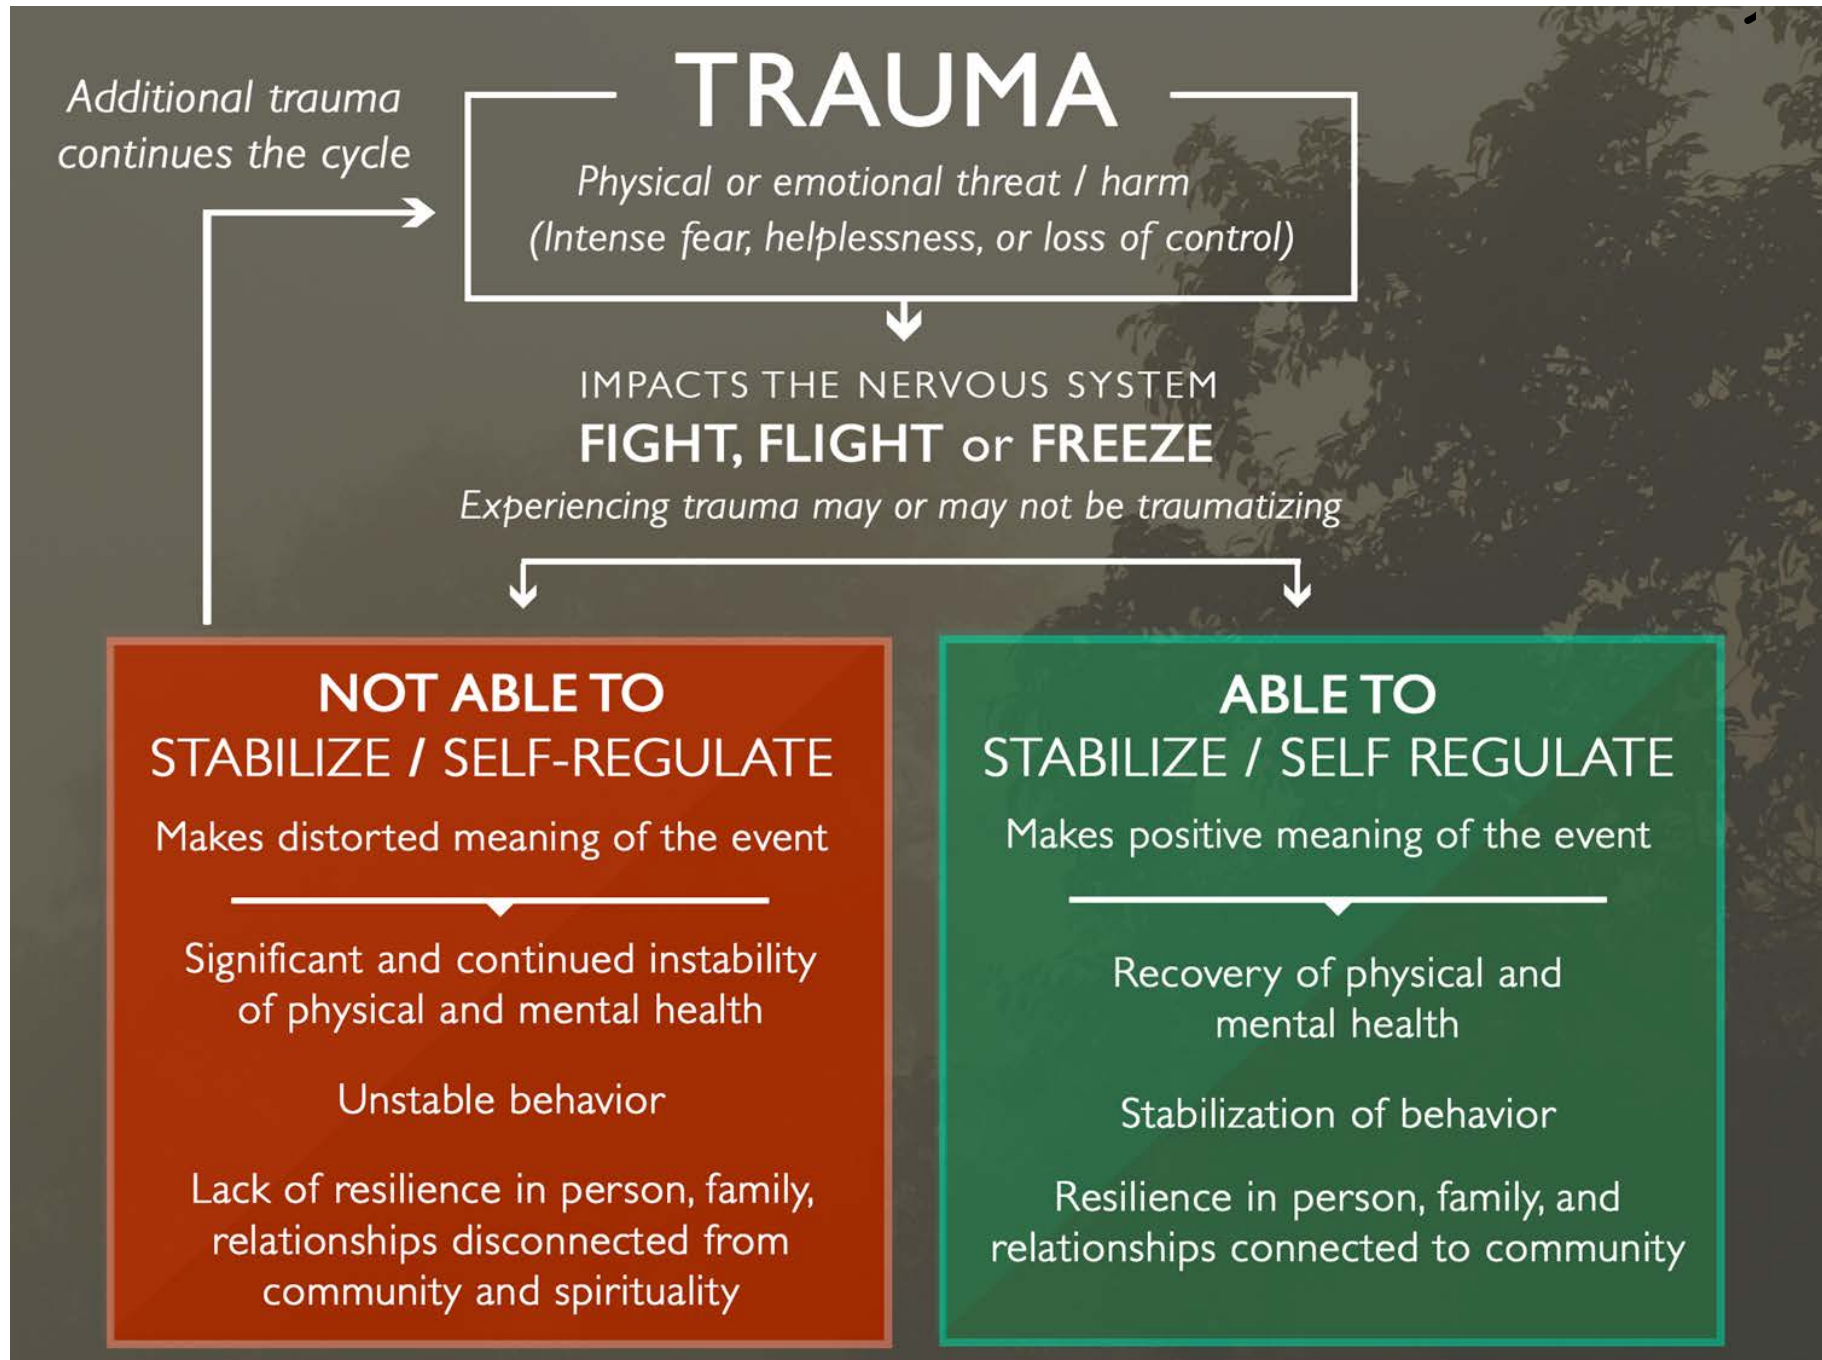 Additional trauma
continues the cycle
TRAUMA
Physical or emotional threat / harm
(Intense fear, helplessness, or loss of control)
IMPACTS THE NERVOUS SYSTEM
FIGHT, FLIGHT or FREEZE
Experiencing trauma may or may not be traumatizing
NOT ABLE TO
STABILIZE / SELF-REGULATE
Makes distorted meaning of the event
Significant and continued instability
of physical and mental health
Unstable behavior
Lack of resilience in person, family,
relationships disconnected from
community and spirituality
ABLE TO
STABILIZE / SELF REGULATE
Makes positive meaning of the event
Recovery of physical and
mental health
Stabilization of behavior
Resilience in person, family, and
relationships connected to community